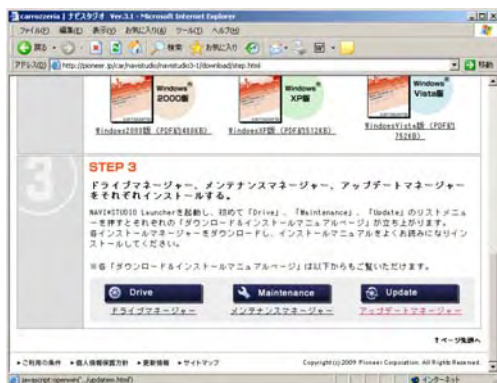 carrozzeria | ナビスタジオ Ver.3.1 - Microsoft Internet Explorer
ファイル(F) 編集(E) 表示(V) お気に入り(A) ツール(T) ヘルプ(H)
戻る 検索 お気に入り
アドレス(D) http://pioneer.jp/car/navistudio/navistudio3-1/download/step.html 移動
Windows 2000版 Windows XP版 Windows Vista版
Windows2000版 (PDF約488KB) WindowsXP版 (PDF約512KB) WindowsVista版 (PDF約752KB)
3
STEP 3
ドライブマネージャー、メンテナンスマネージャー、アップデートマネージャーをそれぞれインストールする。
NAVI*STUDIO Launcherを起動し、初めて「Drive」、「Maintenance」、「Update」のリストメニュ
ーを押すとそれぞれの「ダウンロード&インストールマニュアルページ」が立ち上がります。
各インストールマネージャーをダウンロードし、インストールマニュアルをよくお読みになりイン
ストールしてください。
※各「ダウンロード&インストールマニュアルページ」は以下からもご覧いただけます。
Drive Maintenance Update
ドライブマネージャー メンテナンスマネージャー アップデートマネージャー
↑ページ先頭へ
ご利用の条件 個人情報保護方針 更新情報 サイトマップ Copyright(c)2009 Pioneer Corporation. All Rights Reserved.
javascript:openwin('../updatem.html') インターネット